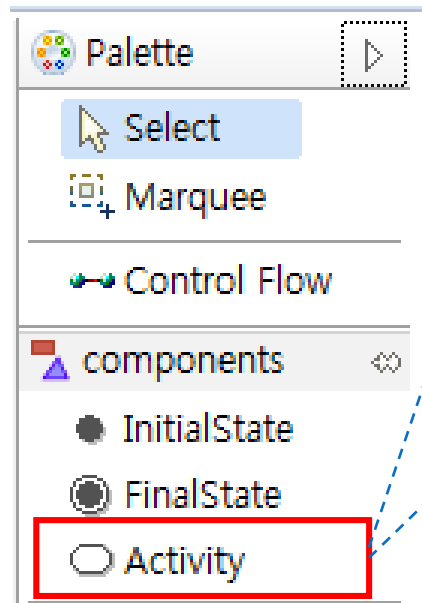 Palette
Select
Marquee
Control Flow
components
InitialState
FinalState
Activity